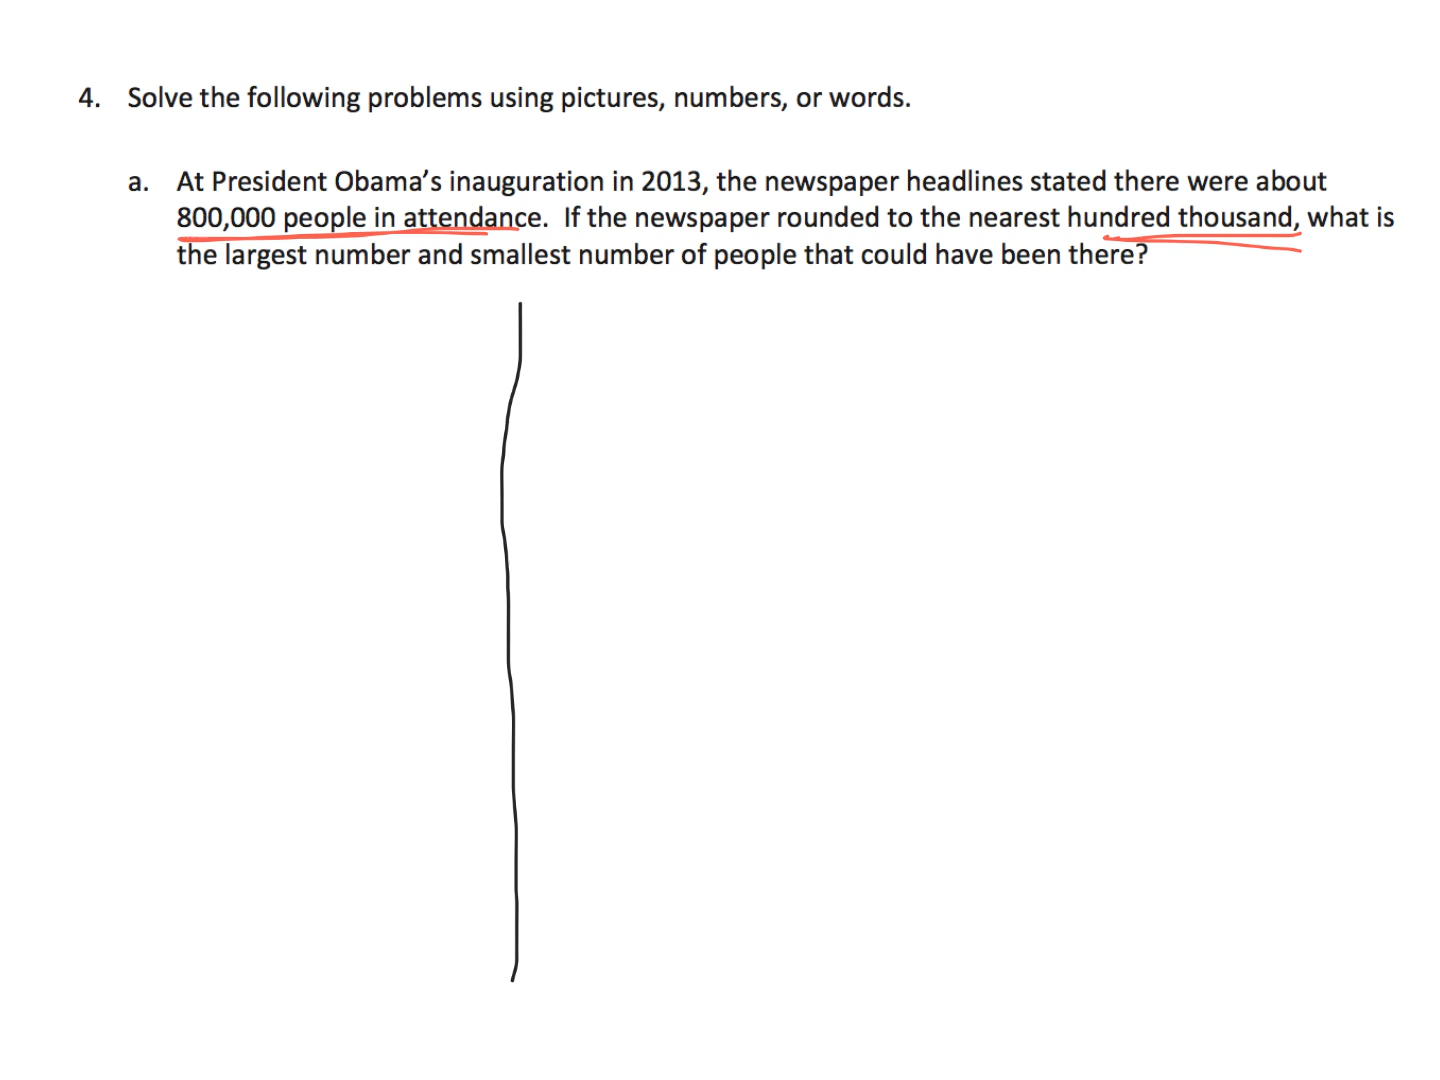 4. Solve the following problems using pictures, numbers, or words.
a. At President Obama’s inauguration in 2013, the newspaper headlines stated there were about
800,000 people in attendance. If the newspaper rounded to the nearest hundred thousand, what is
the largest number and smallest number of people that could have been there?